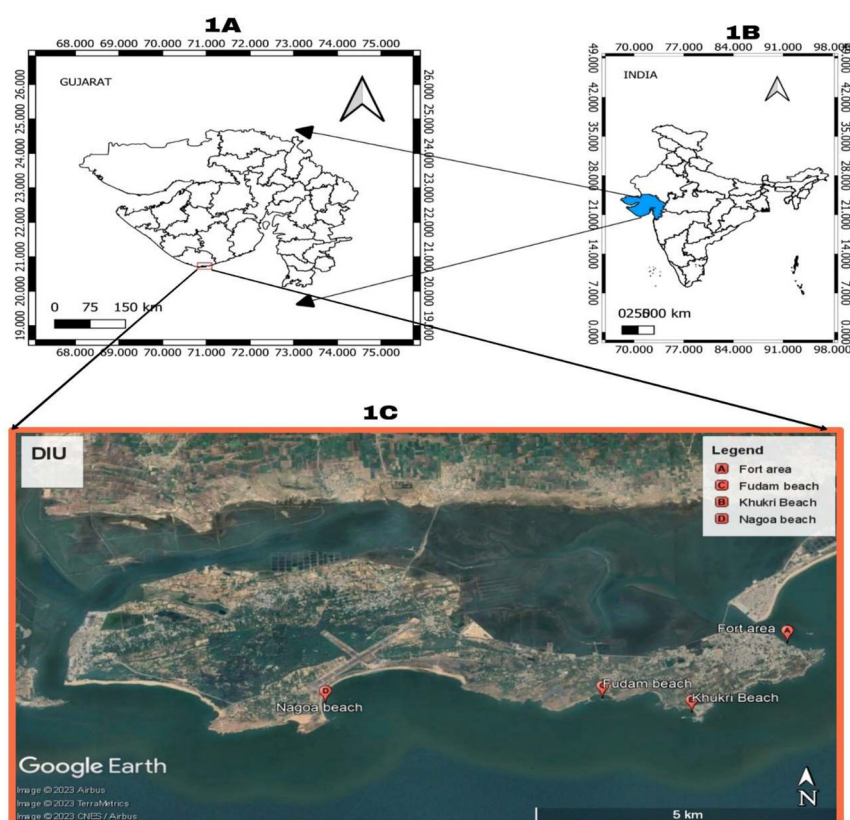 1A
68.000 70.000 71.000 72.000 73.000 74.000 75.000
GUJARAT
26.000
25.000
24.000
23.000
22.000
21.000
20.000
19.000
26.000
25.000
24.000
23.000
22.000
21.000
20.000
19.000
0 75 150 km
68.000 69.000 70.000 71.000 72.000 73.000 74.000 75.000
1B
70.000 77.000 84.000 91.000 98.000
INDIA
49.000
42.000
35.000
28.000
21.000
14.000
7.000
0.000
49.000
42.000
35.000
28.000
21.000
14.000
7.000
0.000
km
70.000 77.000 84.000 91.000 98.000
1C
DIU
Legend
A Fort area
C Fudam beach
B Khukri Beach
D Nagoa beach
Fort area
A
Fudam beach
Khukri Beach
D
Nagoa beach
Google Earth
Image © 2023 Airbus
Image © 2023 TerraMetrics
Image © 2023 CNES / Airbus
N
5 km